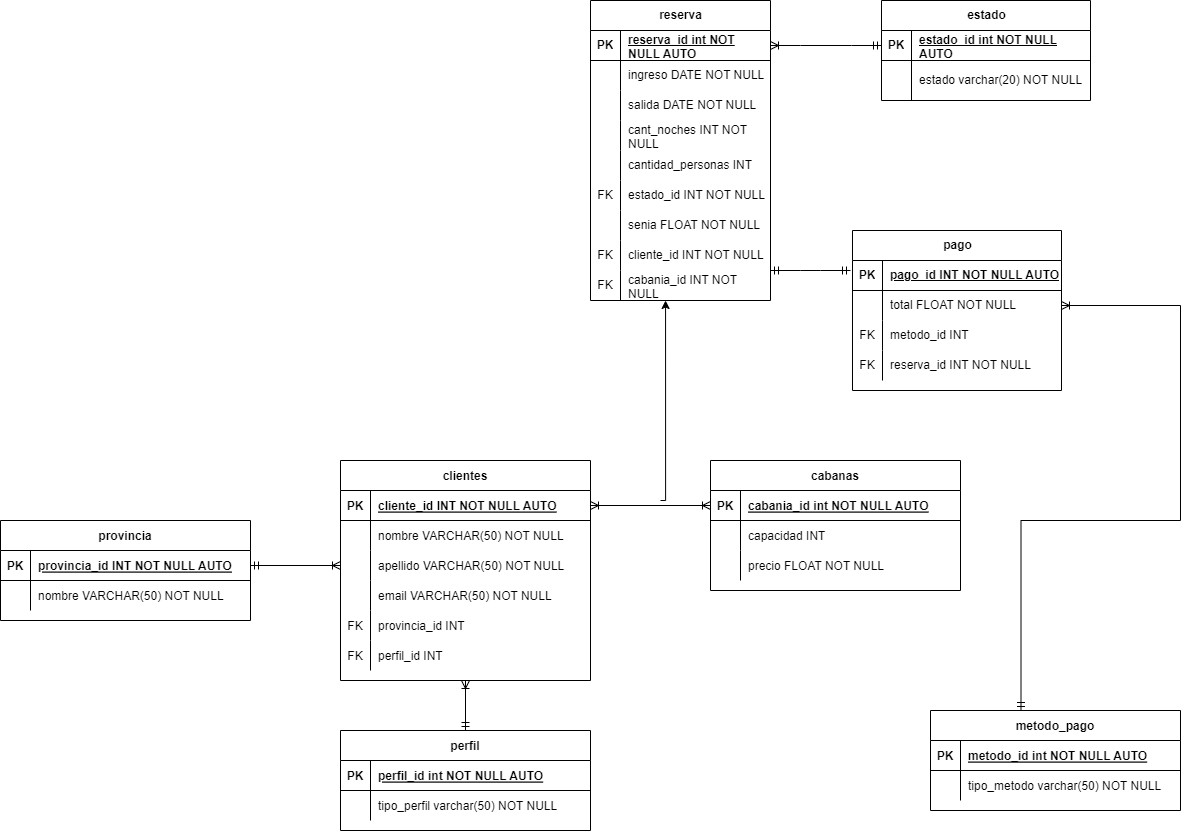 reserva
PK
reserva_id int NOT
NULL AUTO
ingreso DATE NOT NULL
salida DATE NOT NULL
cant_noches INT NOT
NULL
cantidad_personas INT
FK
estado_id INT NOT NULL
senia FLOAT NOT NULL
FK
cliente_id INT NOT NULL
FK
cabania_id INT NOT
NULL
estado
PK
estado_id int NOT NULL
AUTO
estado varchar(20) NOT NULL
pago
PK
pago_id INT NOT NULL AUTO
total FLOAT NOT NULL
FK
metodo_id INT
FK
reserva_id INT NOT NULL
clientes
PK
cliente_id INT NOT NULL AUTO
nombre VARCHAR(50) NOT NULL
apellido VARCHAR(50) NOT NULL
email VARCHAR(50) NOT NULL
FK
provincia_id INT
FK
perfil_id INT
cabanas
PK
cabania_id int NOT NULL AUTO
capacidad INT
precio FLOAT NOT NULL
provincia
PK
provincia_id INT NOT NULL AUTO
nombre VARCHAR(50) NOT NULL
perfil
PK
perfil_id int NOT NULL AUTO
tipo_perfil varchar(50) NOT NULL
metodo_pago
PK
metodo_id int NOT NULL AUTO
tipo_metodo varchar(50) NOT NULL